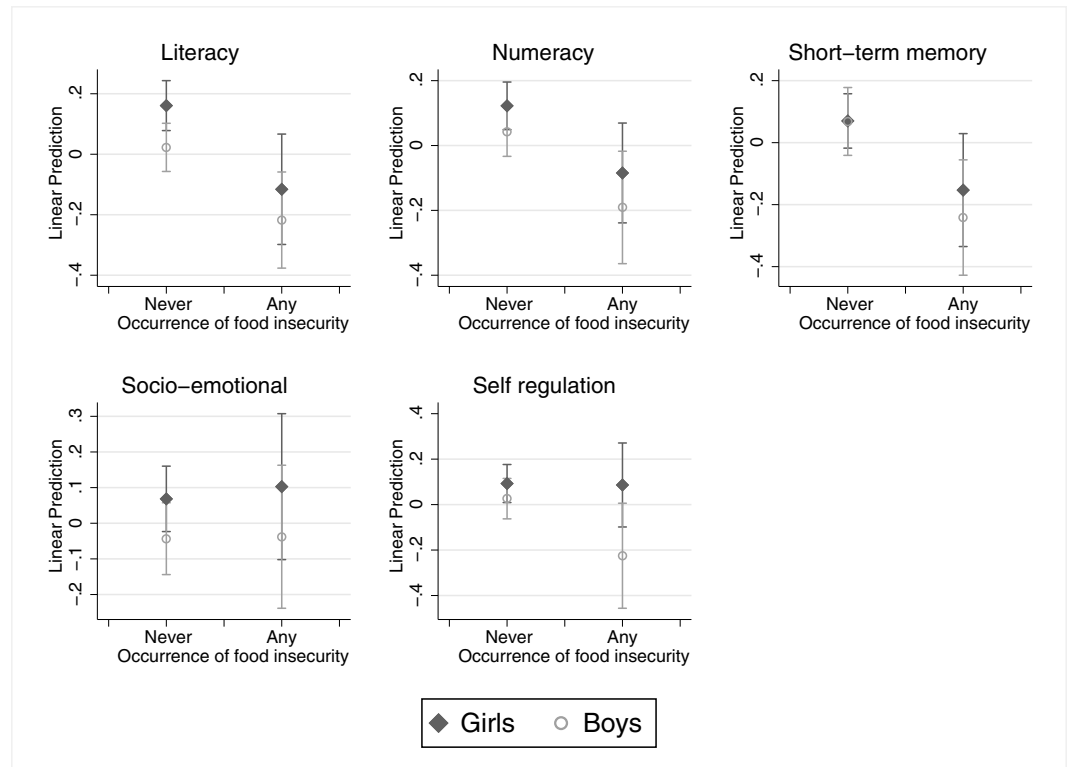 Literacy
Linear Prediction
.2
0
−.2
−.4
Never Any
Occurrence of food insecurity
Numeracy
Linear Prediction
.2
0
−.2
−.4
Never Any
Occurrence of food insecurity
Short−term memory
Linear Prediction
.2
0
−.2
−.4
Never Any
Occurrence of food insecurity
Socio−emotional
Linear Prediction
.3
.2
.1
0
−.1
−.2
Never Any
Occurrence of food insecurity
Self regulation
Linear Prediction
.4
.2
0
−.2
−.4
Never Any
Occurrence of food insecurity
Girls Boys